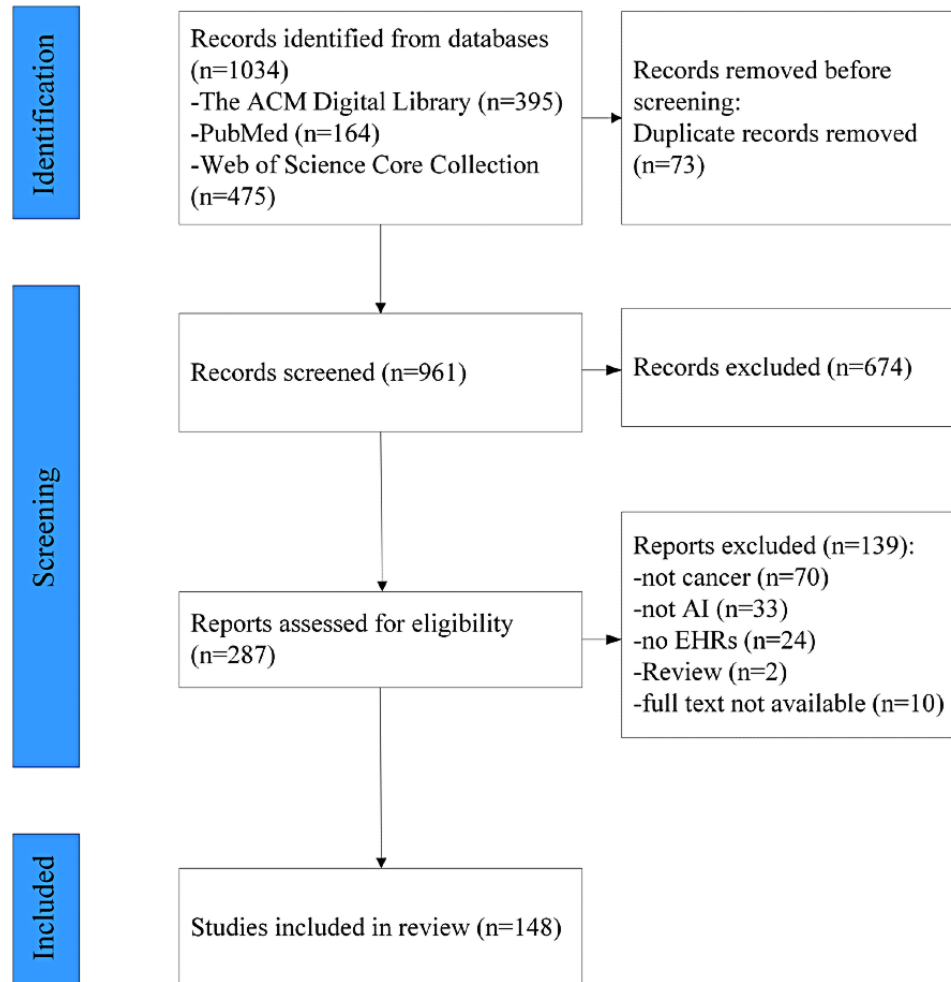 Identification
Records identified from databases
(n=1034)
-The ACM Digital Library (n=395)
-PubMed (n=164)
-Web of Science Core Collection
(n=475)
Records removed before
screening:
Duplicate records removed
(n=73)
Screening
Records screened (n=961)
Records excluded (n=674)
Reports assessed for eligibility
(n=287)
Reports excluded (n=139):
-not cancer (n=70)
-not AI (n=33)
-no EHRs (n=24)
-Review (n=2)
-full text not available (n=10)
Included
Studies included in review (n=148)